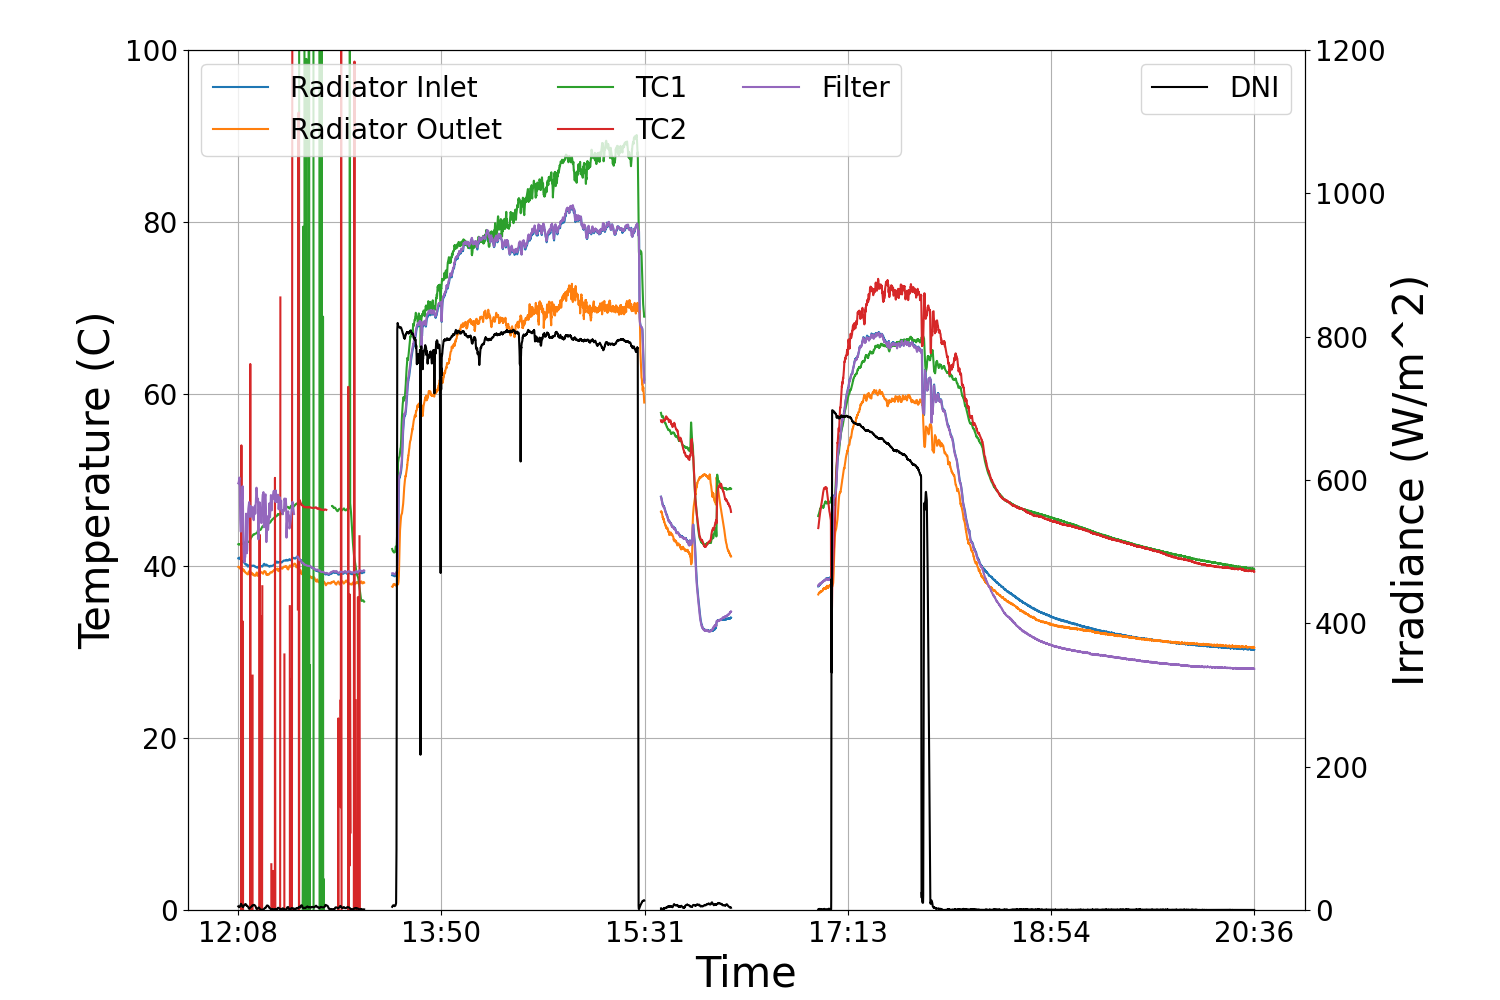 100
80
60
40
20
0
Temperature (C)
Radiator Inlet
Radiator Outlet
TC1
TC2
Filter
DNI
1200
1000
800
600
400
200
0
Irradiance (W/m^2)
12:08 13:50 15:31 17:13 18:54 20:36
Time